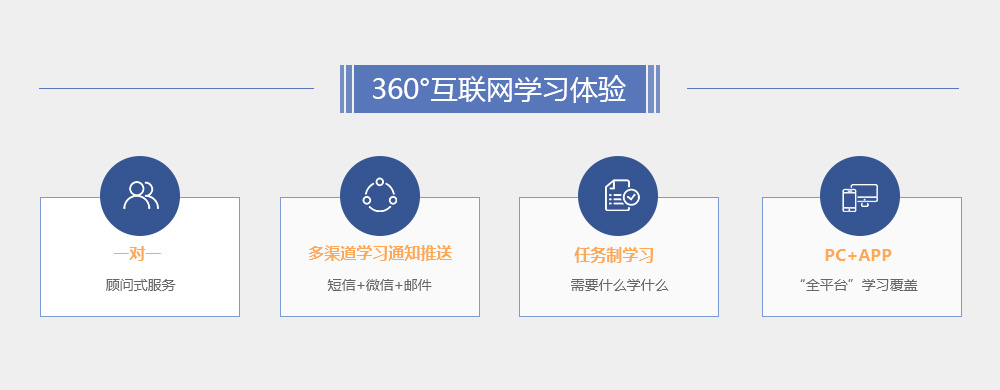 360°互联网学习体验
一对一
顾问式服务
多渠道学习通知推送
短信+微信+邮件
任务制学习
需要什么学什么
PC+APP
“全平台”学习覆盖